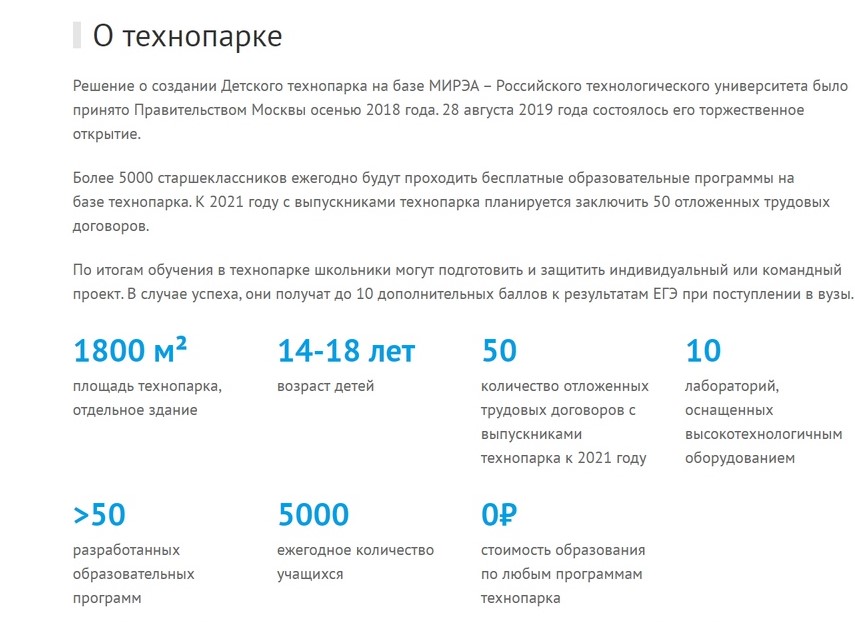 О технопарке
Решение о создании Детского технопарка на базе МИРЭА – Российского технологического университета было
принято Правительством Москвы осенью 2018 года. 28 августа 2019 года состоялось его торжественное
открытие.
Более 5000 старшеклассников ежегодно будут проходить бесплатные образовательные программы на
базе технопарка. К 2021 году с выпускниками технопарка планируется заключить 50 отложенных трудовых
договоров.
По итогам обучения в технопарке школьники могут подготовить и защитить индивидуальный или командный
проект. В случае успеха, они получат до 10 дополнительных баллов к результатам ЕГЭ при поступлении в вузы.
1800 м²
площадь технопарка,
отдельное здание
14-18 лет
возраст детей
50
количество отложенных
трудовых договоров с
выпускниками
технопарка к 2021 году
10
лабораторий,
оснащенных
высокотехнологичным
оборудованием
>50
разработанных
образовательных
программ
5000
ежегодное количество
учащихся
0₽
стоимость образования
по любым программам
технопарка